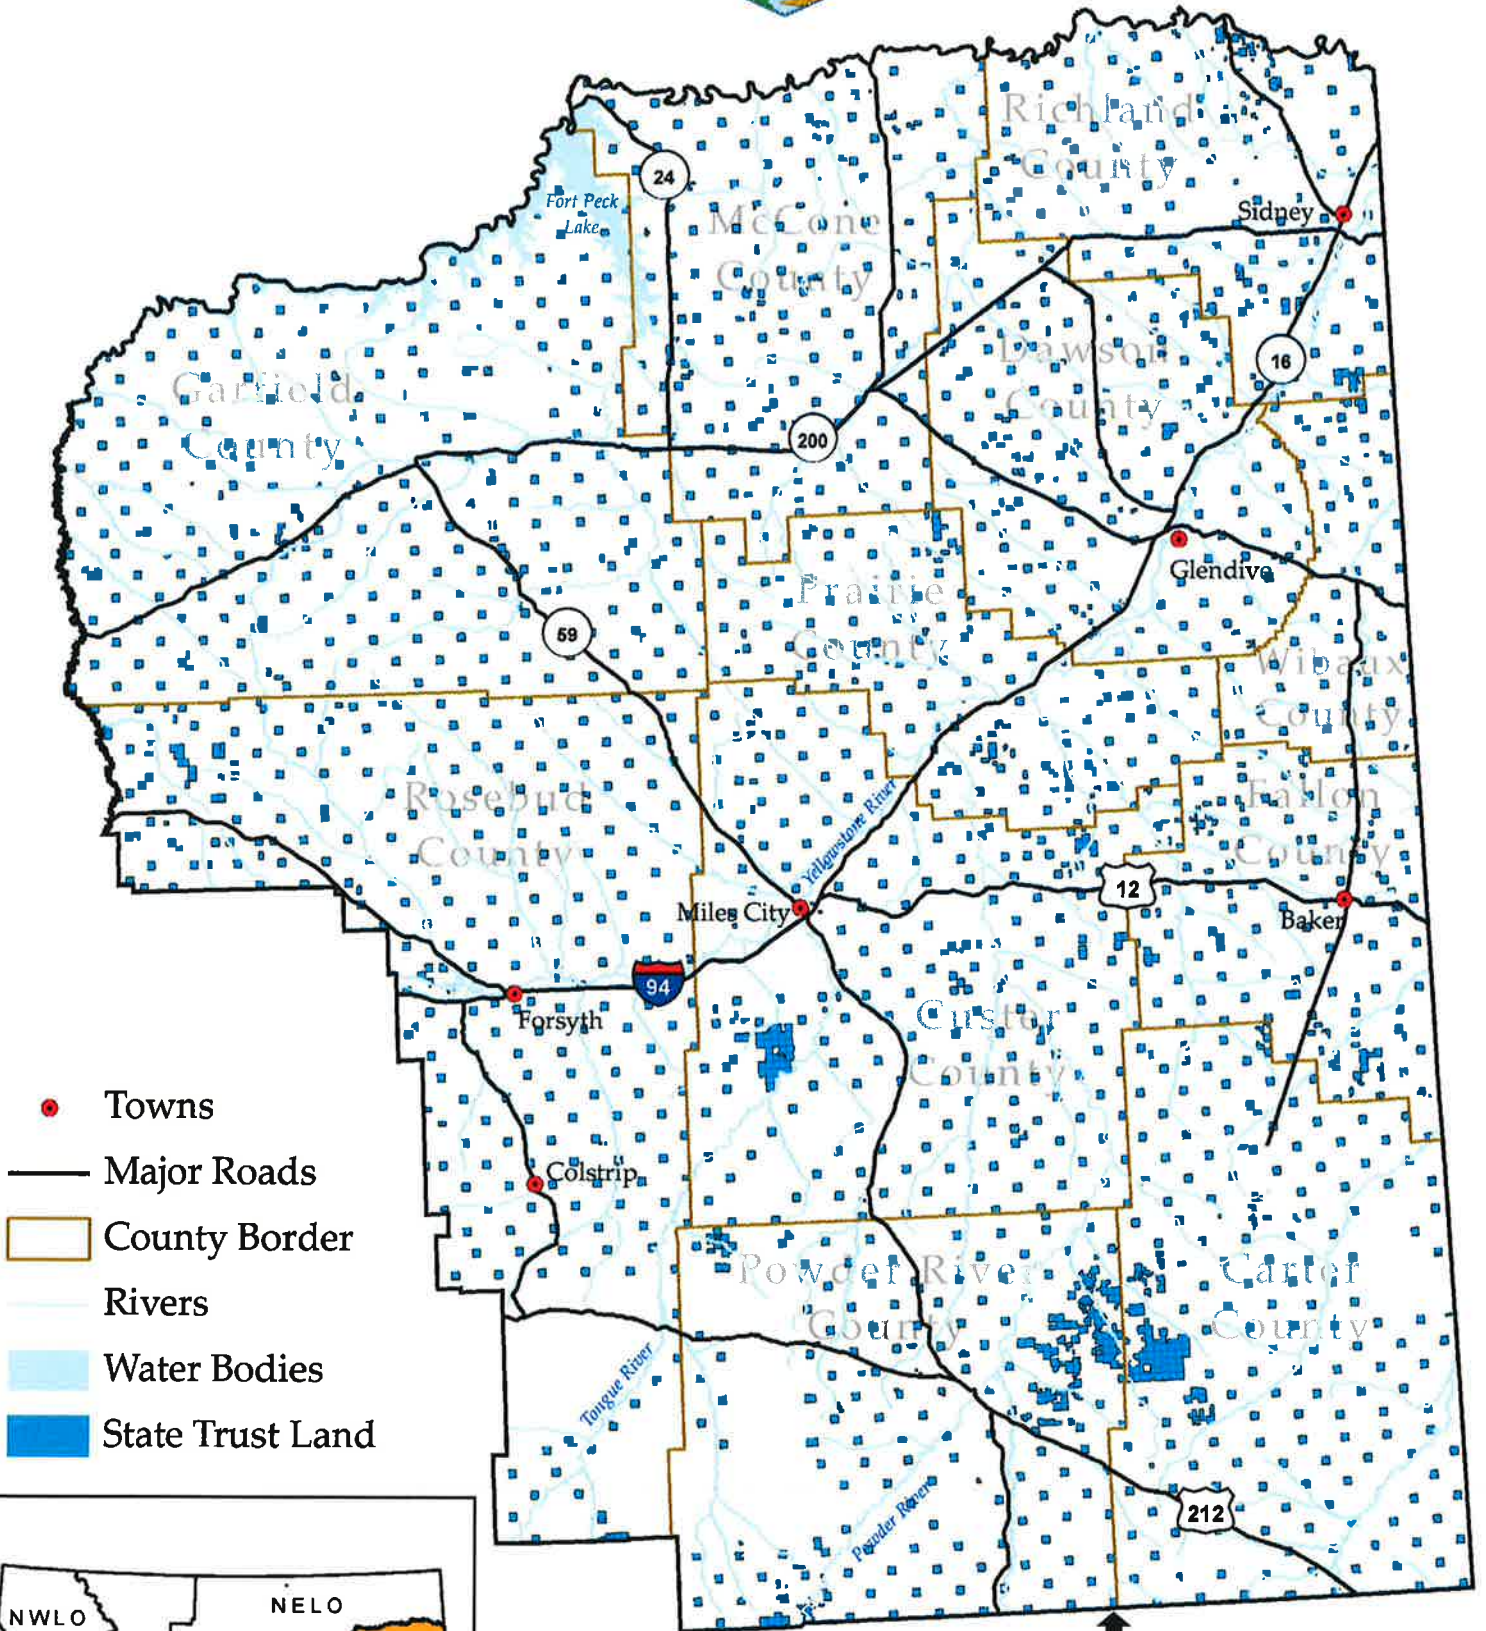 Richland
County
24
Fort Peck
Lake
McCone
County
Sidney
Garfield
County
Dawson
County
16
200
Glendive
Prairie
County
59
Wibaux
County
Rosebud
County
Yellowstone River
Fallon
County
12
Miles City
Baker
94
Forsyth
Custer
County
Colstrip
Powder River
County
Carter
County
Tongue River
Powder River
212
Towns
Major Roads
County Border
Rivers
Water Bodies
State Trust Land
NWLO
NELO